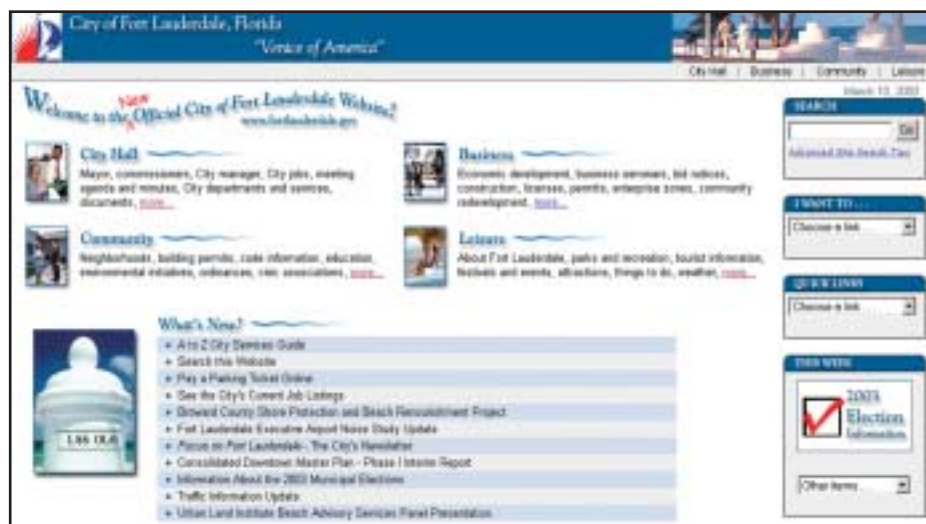 City of Fort Lauderdale, Florida
"Venice of America"
City Hall | Business | Community | Leisure
March 10, 2003
Welcome to the New Official City of Fort Lauderdale Website!
www.fortlauderdale.gov
City Hall
Mayor, commissioners, City manager, City jobs, meeting
agenda and minutes, City departments and services,
documents, more...
Business
Economic development, business seminars, bid notices,
construction, licenses, permits, enterprise zones, community
redevelopment, more...
Community
Neighborhoods, building permits, code information, education,
environmental initiatives, ordinances, civic associations, more...
Leisure
About Fort Lauderdale, parks and recreation, tourist information,
festivals and events, attractions, things to do, weather, more...
What's New?
A to Z City Services Guide
Search this Website
Pay a Parking Ticket Online
See the City's Current Job Listings
Broward County Shore Protection and Beach Renourishment Project
Fort Lauderdale Executive Airport Noise Study Update
Focus on Fort Lauderdale - The City's Newsletter
Consolidated Downtown Master Plan - Phase I Interim Report
Information About the 2003 Municipal Elections
Traffic Information Update
Urban Land Institute Beach Advisory Services Panel Presentation
LAS OLAS
SEARCH
Go
Advanced Site Search Tips
I WANT TO . . .
Choose a link
QUICK LINKS
Choose a link
THIS WEEK
2003
Election
Information
Other items